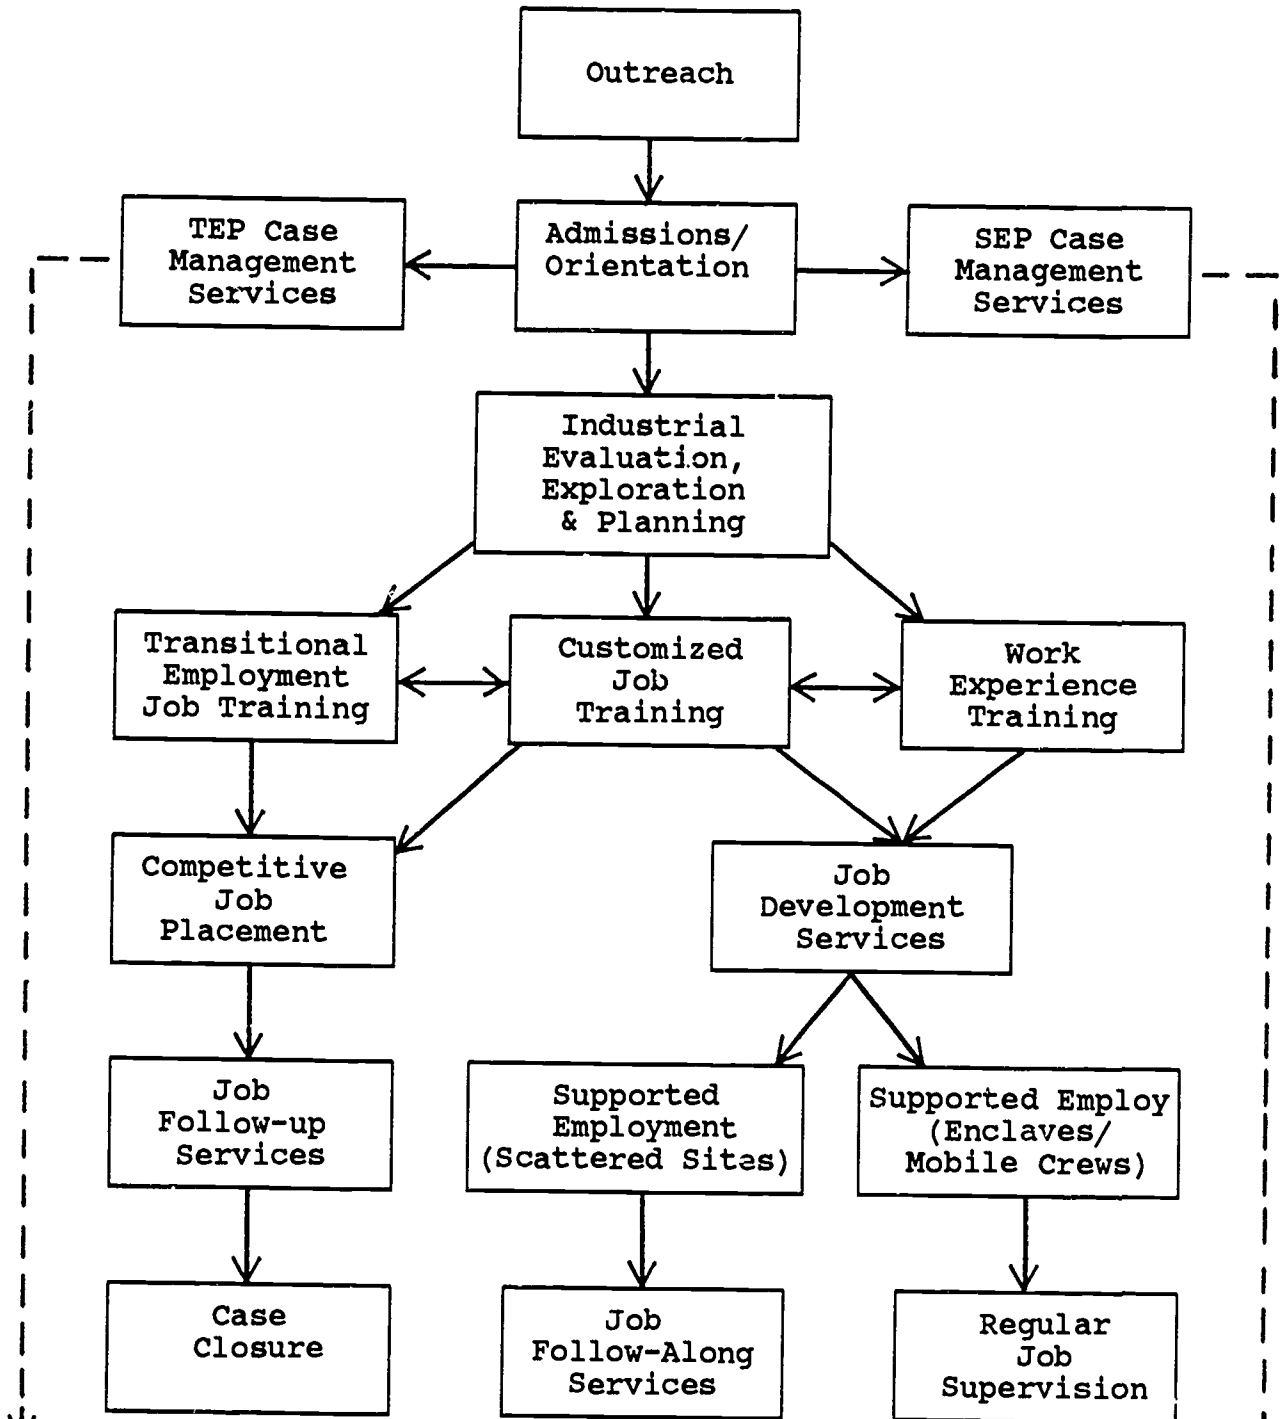 Outreach
TEP Case
Management
Services
Admissions/
Orientation
SEP Case
Management
Services
Industrial
Evaluation,
Exploration
& Planning
Transitional
Employment
Job Training
Customized
Job
Training
Work
Experience
Training
Competitive
Job
Placement
Job
Development
Services
Job
Follow-up
Services
Supported
Employment
(Scattered Sites)
Supported Employ
(Enclaves/
Mobile Crews)
Case
Closure
Job
Follow-Along
Services
Regular
Job
Supervision